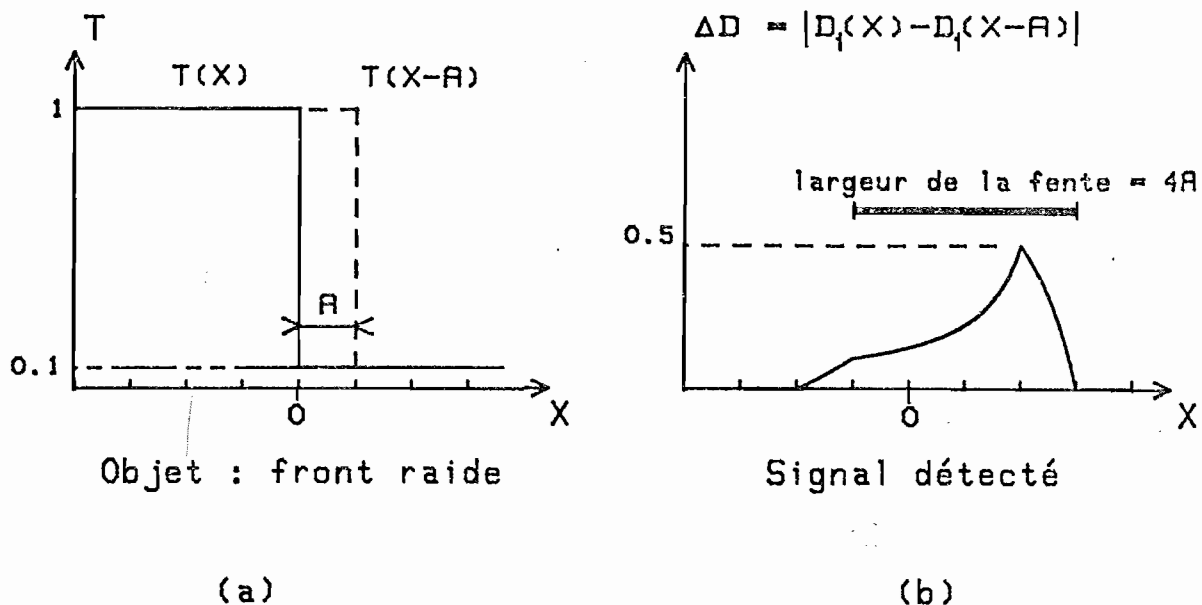 T
T(X)
T(X-A)
1
A
0.1
0
X
Objet : front raide
(a)
ΔD = |D₁(X)-D₁(X-A)|
largeur de la fente = 4A
0.5
0
X
Signal détecté
(b)